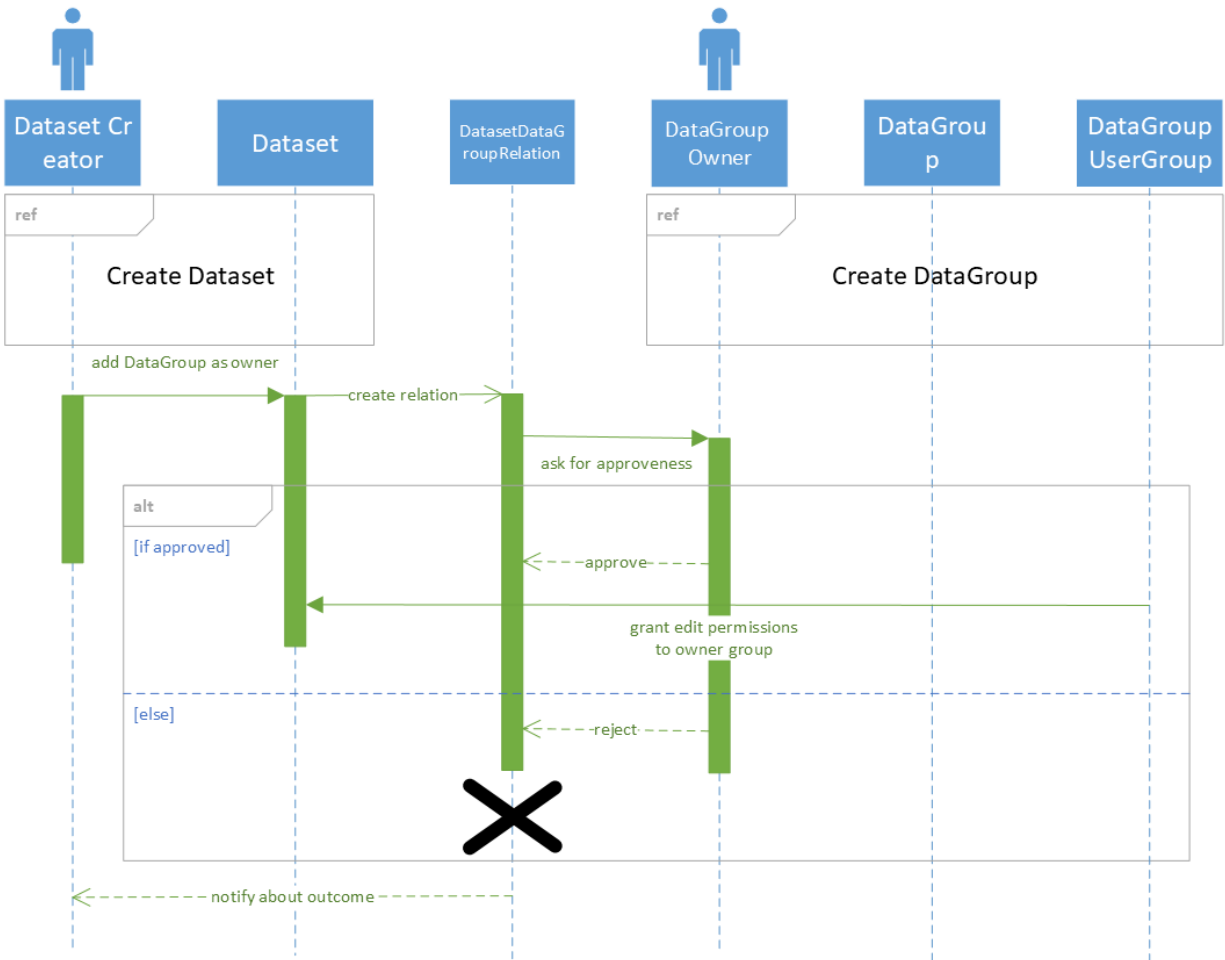 Dataset Cr
eator
Dataset
DatasetDataG
roupRelation
DataGroup
Owner
DataGrou
p
DataGroup
UserGroup
ref
Create Dataset
ref
Create DataGroup
add DataGroup as owner
create relation
ask for approveness
alt
[if approved]
approve
grant edit permissions
to owner group
[else]
reject
notify about outcome